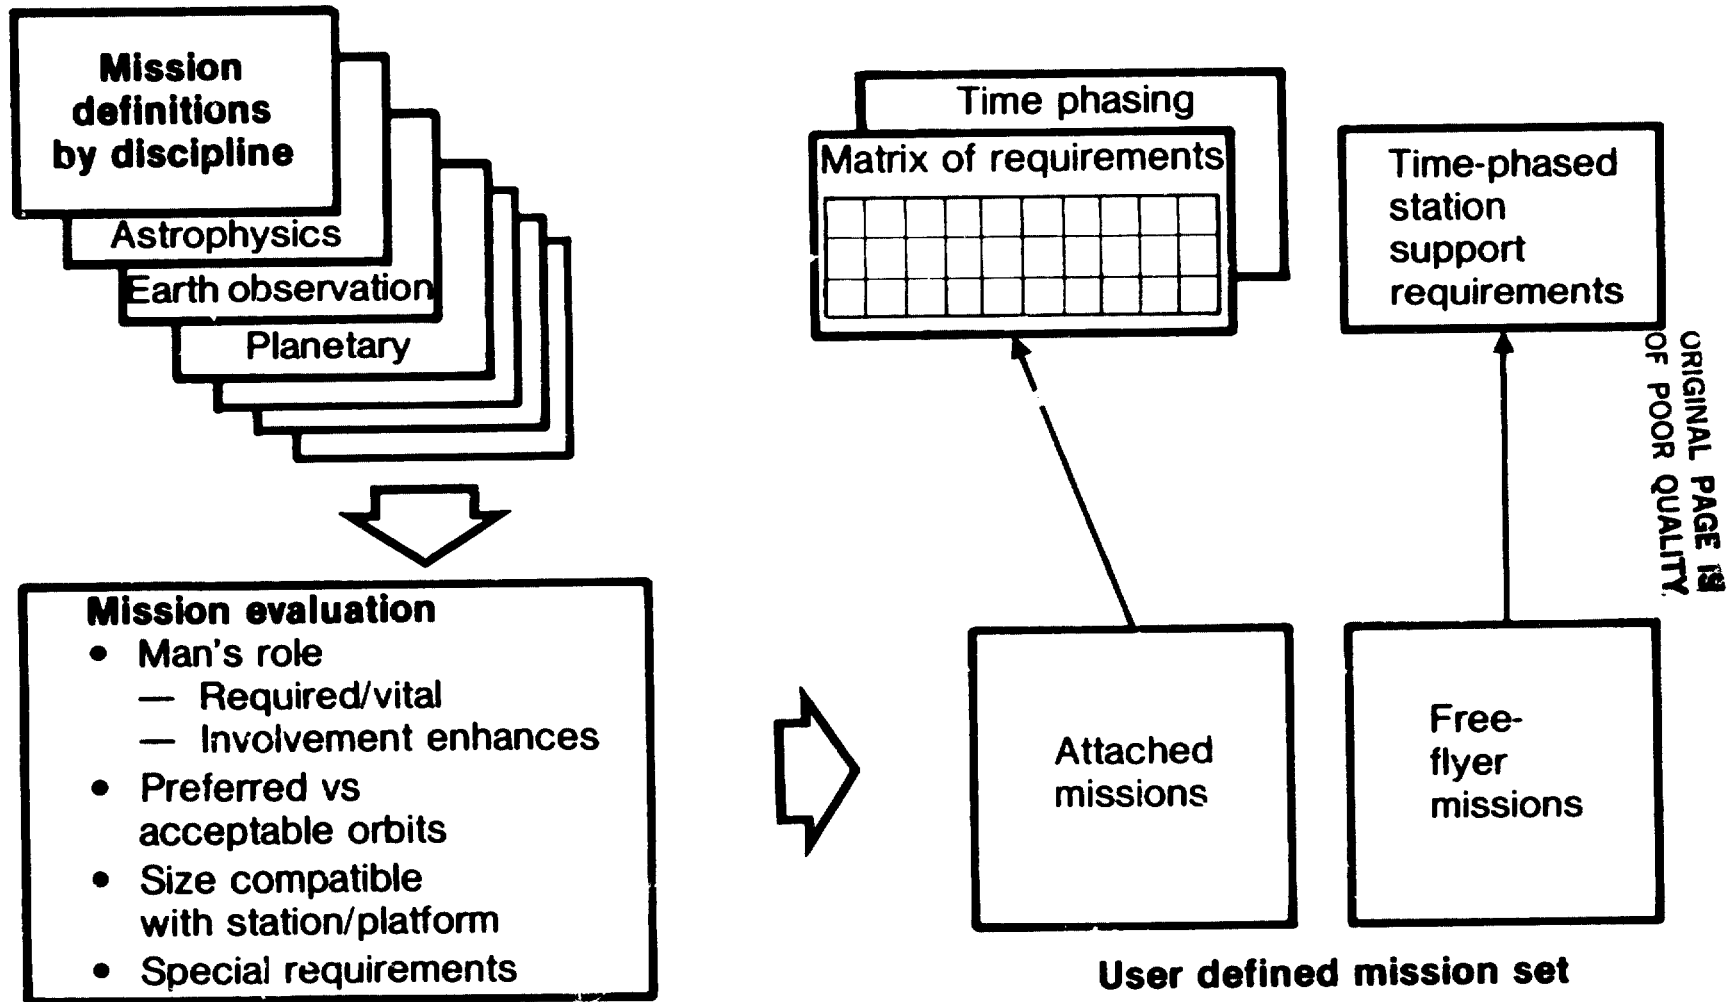 Mission
definitions
by discipline
Astrophysics
Earth observation
Planetary
Mission evaluation
• Man's role
— Required/vital
— Involvement enhances
• Preferred vs
acceptable orbits
• Size compatible
with station/platform
• Special requirements
Time phasing
Matrix of requirements
Time-phased
station
support
requirements
Attached
missions
Free-
flyer
missions
User defined mission set
ORIGINAL PAGE IS
OF POOR QUALITY